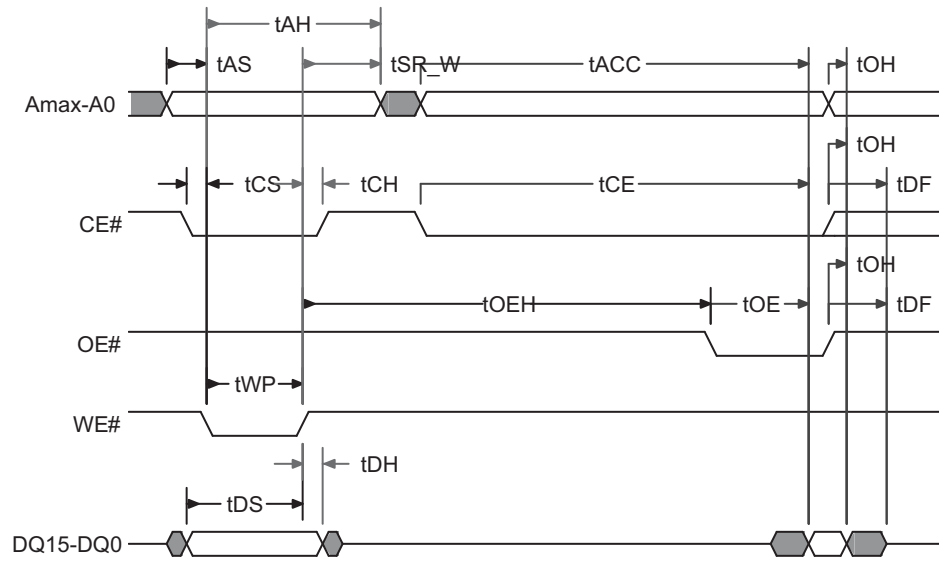 tAH
tAS
tSR_W
tACC
tOH
Amax-A0
tOH
tCS
tCH
tCE
tDF
CE#
tOH
tOEH
tOE
tDF
OE#
tWP
WE#
tDH
tDS
DQ15-DQ0